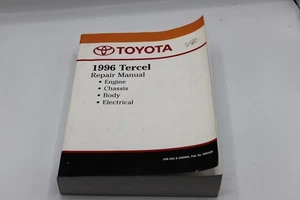 TOYOTA
1996 Tercel
Repair Manual
• Engine
• Chassis
• Body
• Electrical